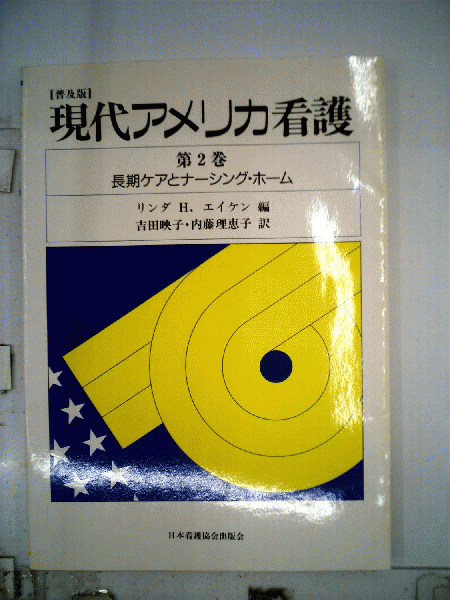 [普及版]
現代アメリカ看護
第2巻
長期ケアとナーシング・ホーム
リンダ H. エイケン 編
吉田映子・内藤理恵子 訳
日本看護協会出版会